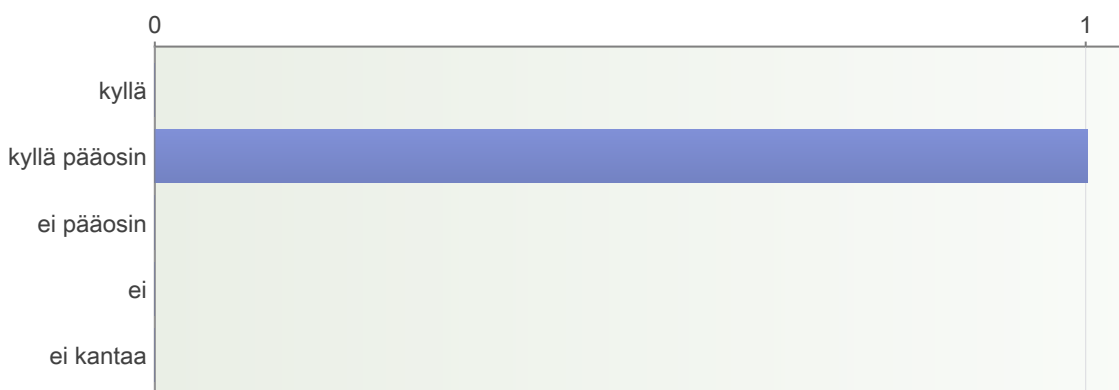 0 1
kyllä
kyllä pääosin
ei pääosin
ei
ei kantaa